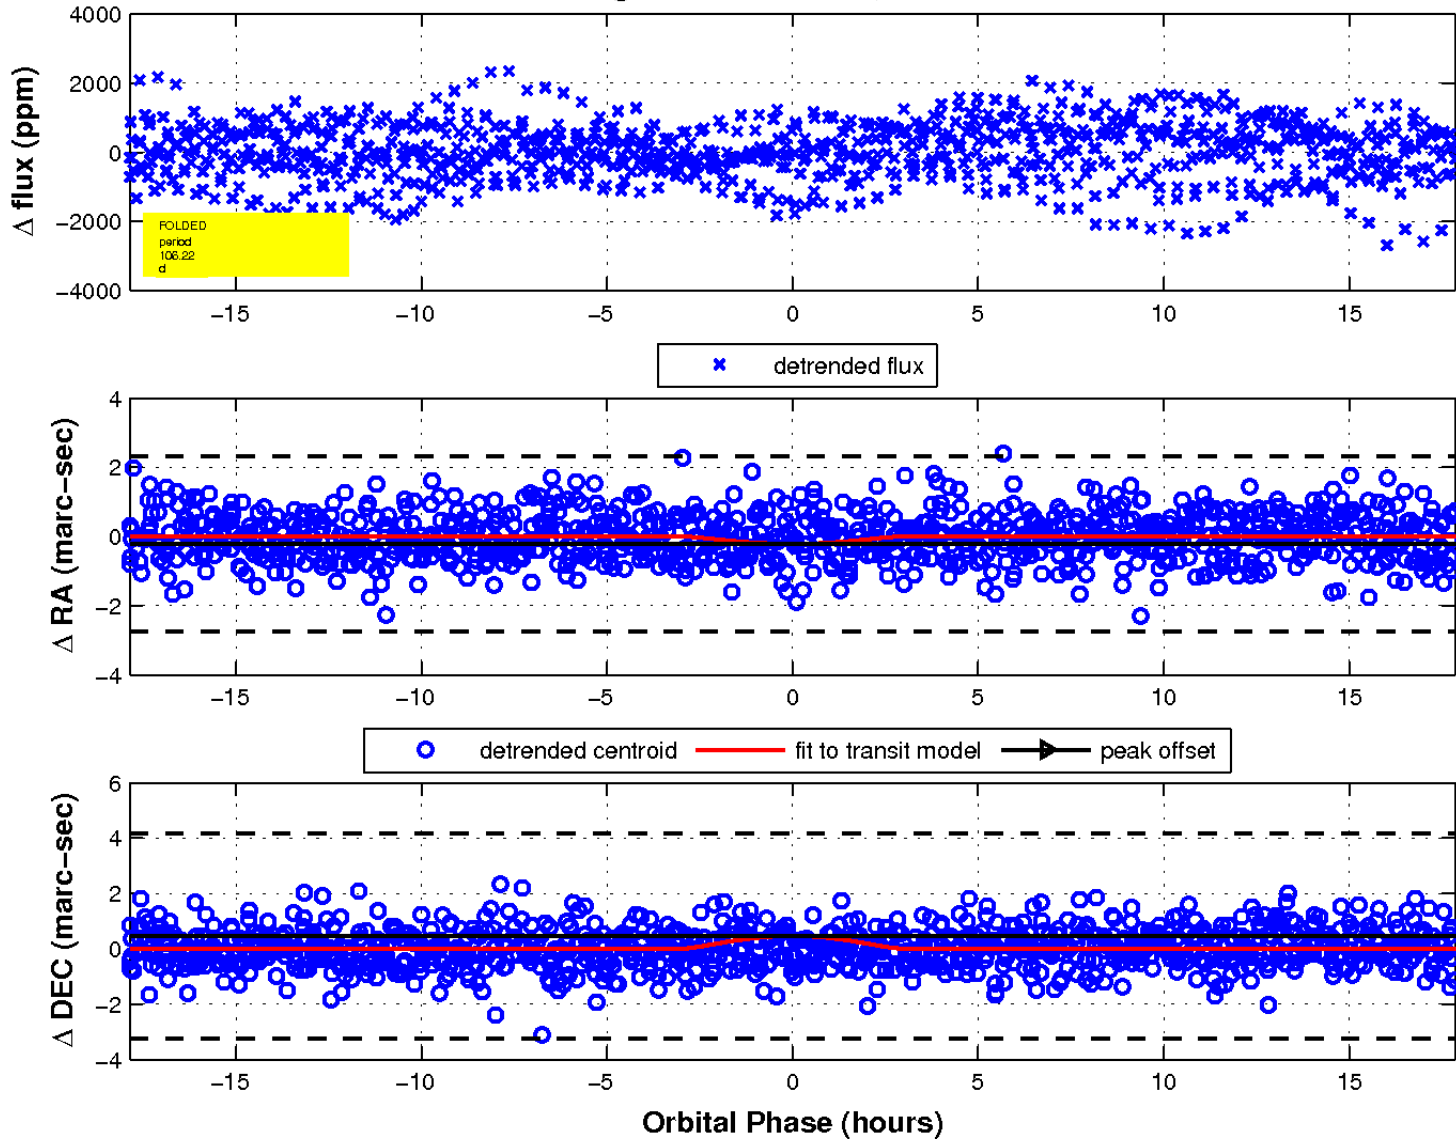 4000
2000
0
−2000
−4000
Δ flux (ppm)
FOLDED
period
106.22
d
−15 −10 −5 0 5 10 15
detrended flux
4
2
0
−2
−4
Δ RA (marc−sec)
−15 −10 −5 0 5 10 15
detrended centroid fit to transit model peak offset
6
4
2
0
−2
−4
Δ DEC (marc−sec)
−15 −10 −5 0 5 10 15
Orbital Phase (hours)